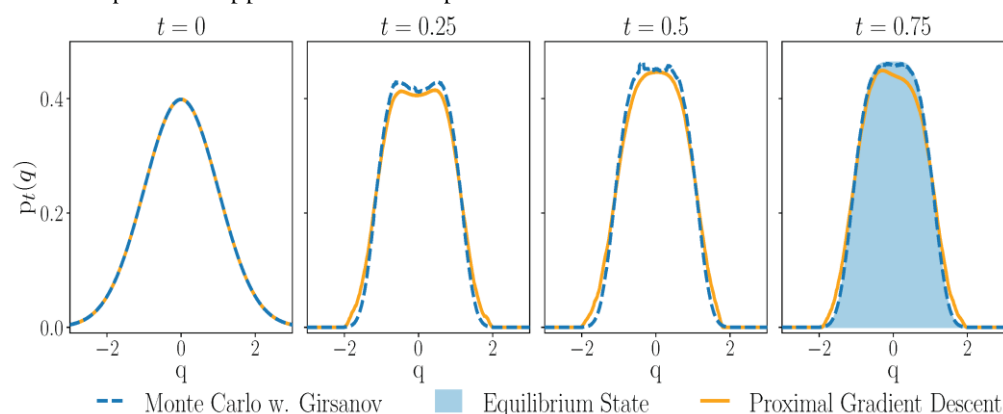 t = 0 t = 0.25 t = 0.5 t = 0.75
0.4
0.2
0.0
p_t(q)
−2 0 2 −2 0 2 −2 0 2 −2 0 2
q q q q
Monte Carlo w. Girsanov Equilibrium State Proximal Gradient Descent